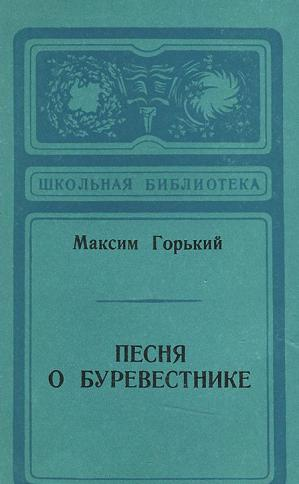 ШКОЛЬНАЯ БИБЛИОТЕКА
Максим Горький
ПЕСНЯ
О БУРЕВЕСТНИКЕ